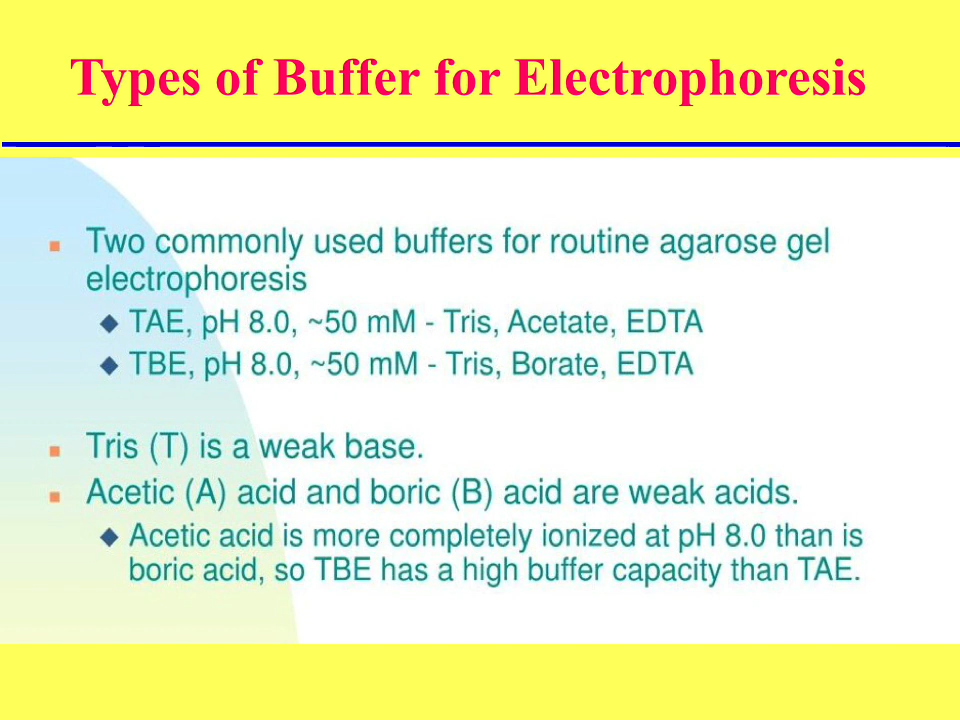 Types of Buffer for Electrophoresis
Two commonly used buffers for routine agarose gel
electrophoresis
TAE, pH 8.0, ~50 mM - Tris, Acetate, EDTA
TBE, pH 8.0, ~50 mM - Tris, Borate, EDTA
Tris (T) is a weak base.
Acetic (A) acid and boric (B) acid are weak acids.
Acetic acid is more completely ionized at pH 8.0 than is
boric acid, so TBE has a high buffer capacity than TAE.